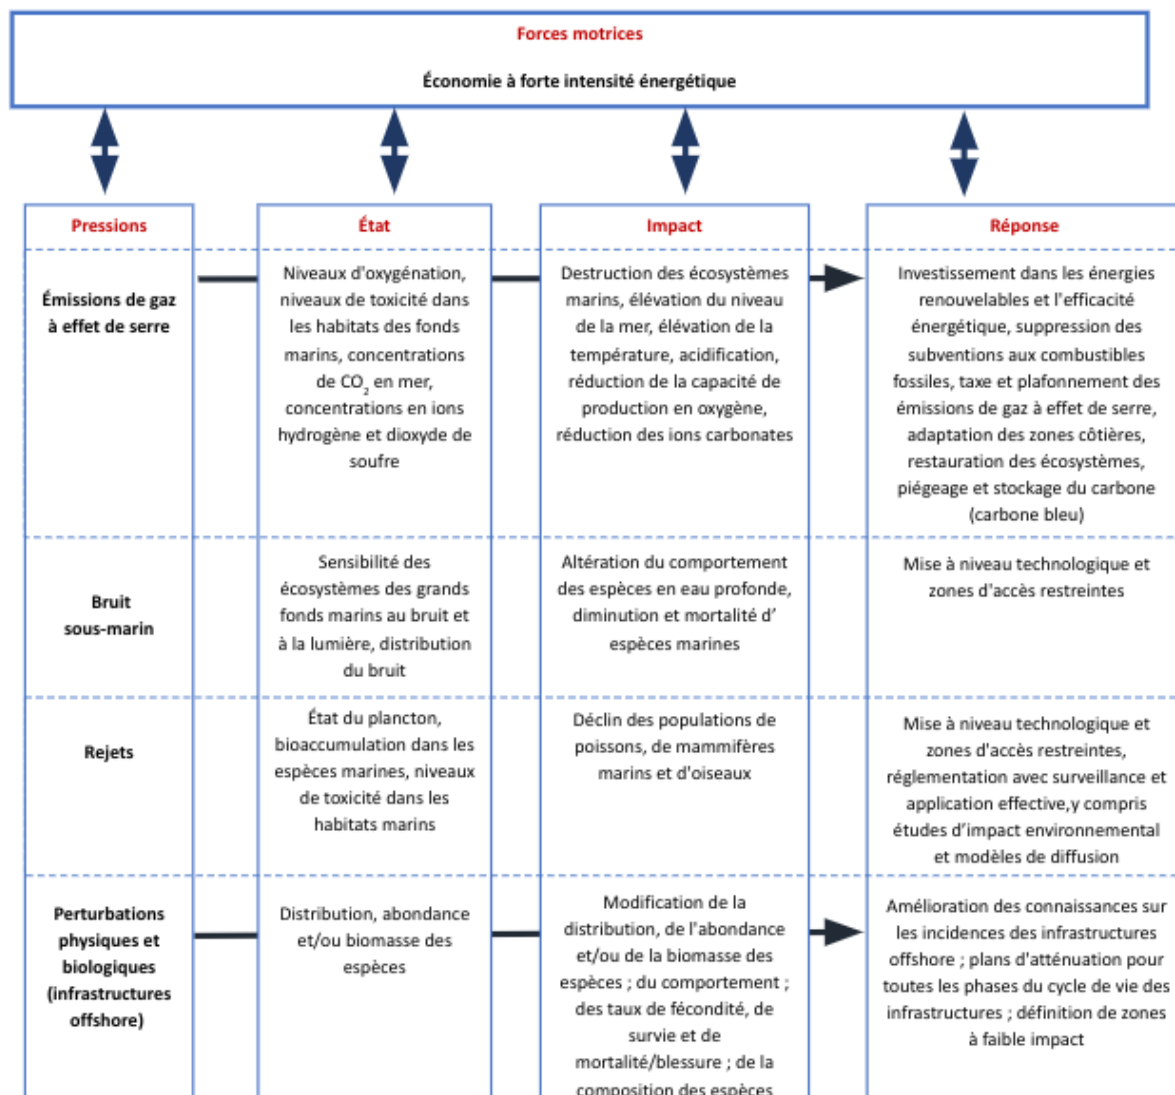 Forces motrices
Économie à forte intensité énergétique
Pressions
État
Impact
Réponse
Émissions de gaz
à effet de serre
Niveaux d'oxygénation,
niveaux de toxicité dans
les habitats des fonds
marins, concentrations
de CO2 en mer,
concentrations en ions
hydrogène et dioxyde de
soufre
Destruction des écosystèmes
marins, élévation du niveau
de la mer, élévation de la
température, acidification,
réduction de la capacité de
production en oxygène,
réduction des ions carbonates
Investissement dans les énergies
renouvelables et l'efficacité
énergétique, suppression des
subventions aux combustibles
fossiles, taxe et plafonnement des
émissions de gaz à effet de serre,
adaptation des zones côtières,
restauration des écosystèmes,
piégeage et stockage du carbone
(carbone bleu)
Bruit
sous-marin
Sensibilité des
écosystèmes des grands
fonds marins au bruit et
à la lumière, distribution
du bruit
Altération du comportement
des espèces en eau profonde,
diminution et mortalité d’
espèces marines
Mise à niveau technologique et
zones d'accès restreintes
Rejets
État du plancton,
bioaccumulation dans les
espèces marines, niveaux
de toxicité dans les
habitats marins
Déclin des populations de
poissons, de mammifères
marins et d'oiseaux
Mise à niveau technologique et
zones d'accès restreintes,
réglementation avec surveillance et
application effective,y compris
études d’impact environnemental
et modèles de diffusion
Perturbations
physiques et
biologiques
(infrastructures
offshore)
Distribution, abondance
et/ou biomasse des
espèces
Modification de la
distribution, de l'abondance
et/ou de la biomasse des
espèces ; du comportement ;
des taux de fécondité, de
survie et de
mortalité/blessure ; de la
composition des espèces
Amélioration des connaissances sur
les incidences des infrastructures
offshore ; plans d'atténuation pour
toutes les phases du cycle de vie des
infrastructures ; définition de zones
à faible impact